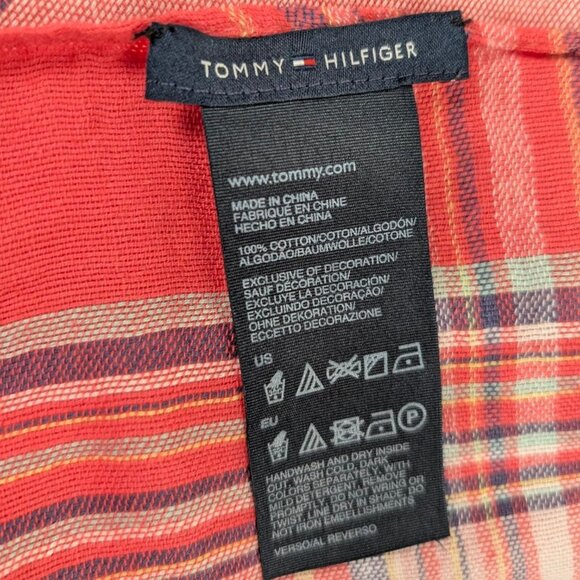 TOMMY HILFIGER
www.tommy.com
MADE IN CHINA
FABRIQUÉ EN CHINE
HECHO EN CHINA
100% COTTON/COTON/ALGODÓN/
ALGODÃO/BAUMWOLLE/COTONE
EXCLUSIVE OF DECORATION/
SAUF DÉCORATION/
EXCLUYE LA DECORACIÓN/
EXCLUINDO DECORAÇÃO/
OHNE DEKORATION/
ECCETTO DECORAZIONE
US
EU
P
HANDWASH AND DRY INSIDE
OUT. WASH COLD, DARK
COLORS SEPARATELY, WITH
MILD DETERGENT. REMOVE
PROMPTLY. DO NOT WRING OR
TWIST. LINE DRY IN SHADE. DO
NOT IRON EMBELLISHMENTS
VERSO/AL REVERSO